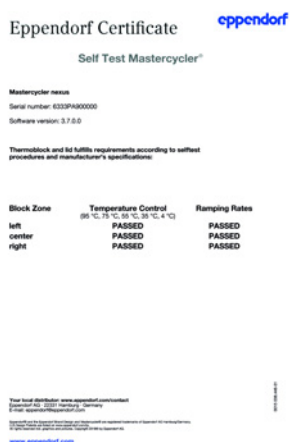 eppendorf
Eppendorf Certificate
Self Test Mastercycler®
Mastercycler nexus
Serial number: 6333PA900000
Software version: 3.7.0.0
Thermoblock and lid fulfills requirements according to selftest
procedures and manufacturer's specifications:
Block Zone Temperature Control Ramping Rates
(95 °C, 75 °C, 55 °C, 35 °C, 4 °C)
left PASSED PASSED
center PASSED PASSED
right PASSED PASSED
Your local distributor: www.eppendorf.com/contact
Eppendorf AG · 22331 Hamburg · Germany
E-mail: eppendorf@eppendorf.com
www.eppendorf.com